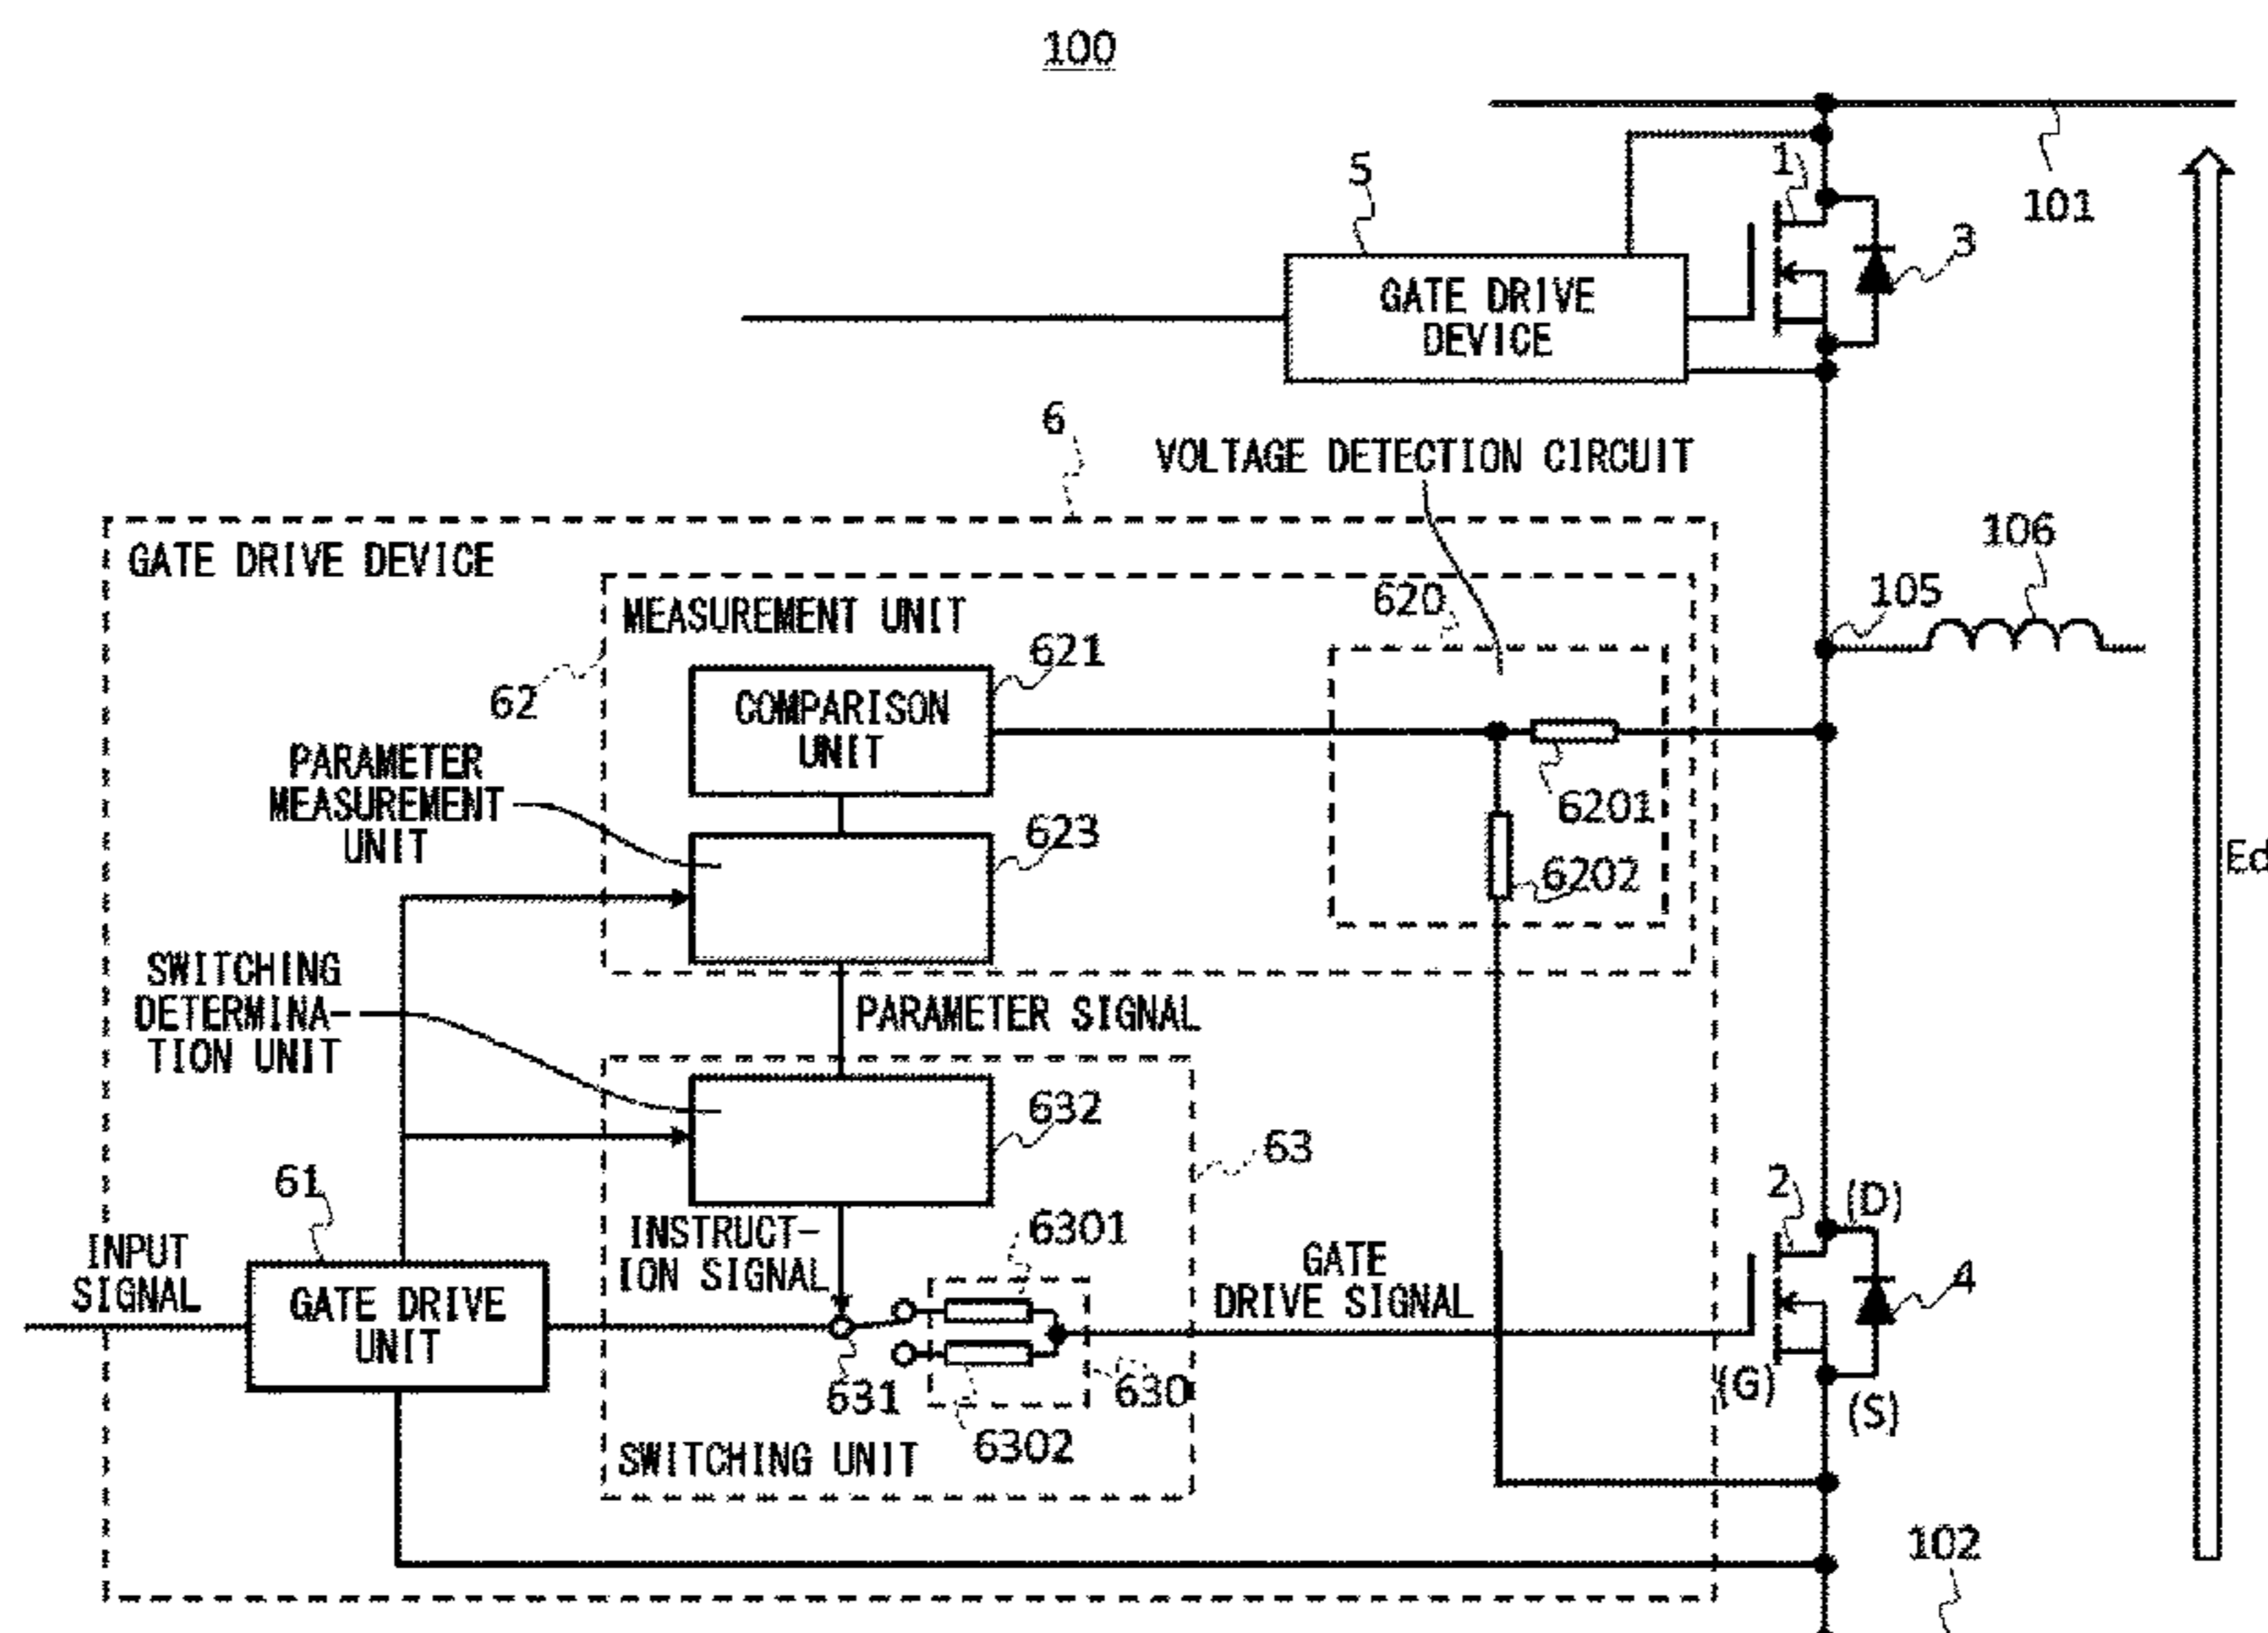 100
101
1
3
5
GATE DRIVE
DEVICE
6
VOLTAGE DETECTION CIRCUIT
GATE DRIVE DEVICE
106
105
MEASUREMENT UNIT
620
62
621
COMPARISON
UNIT
PARAMETER
MEASUREMENT
UNIT
6201
623
6202
Ed
SWITCHING
DETERMINA-
TION UNIT
PARAMETER SIGNAL
632
63
61
2
(D)
INPUT
SIGNAL
INSTRUCT-
ION SIGNAL
6301
GATE
DRIVE SIGNAL
4
GATE DRIVE
UNIT
631
630
(G)
(S)
6302
SWITCHING UNIT
102